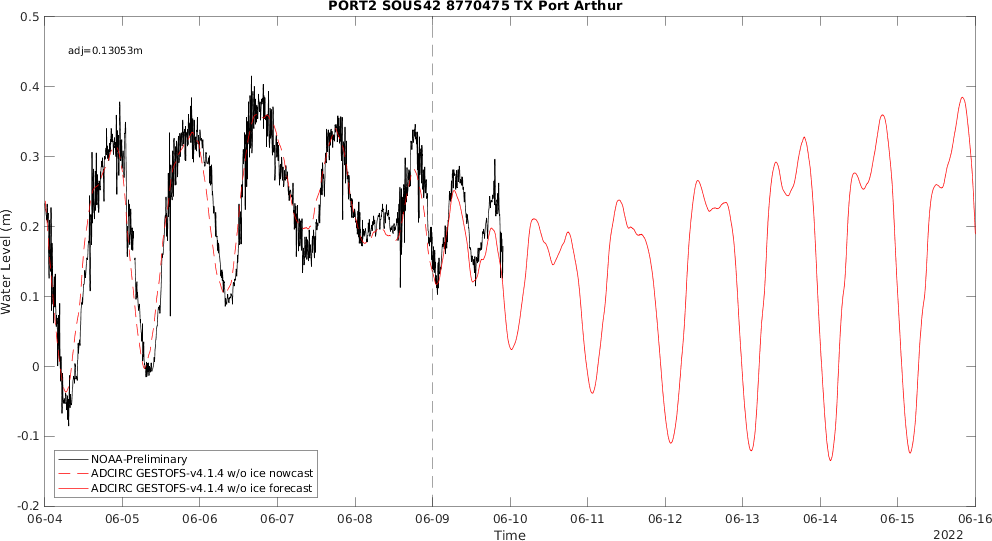 PORT2 SOUS42 8770475 TX Port Arthur
adj=0.13053m
0.5
0.4
0.3
0.2
0.1
0
-0.1
-0.2
Water Level (m)
NOAA-Preliminary
ADCIRC GESTOFS-v4.1.4 w/o ice nowcast
ADCIRC GESTOFS-v4.1.4 w/o ice forecast
06-04 06-05 06-06 06-07 06-08 06-09 06-10 06-11 06-12 06-13 06-14 06-15 06-16
Time
2022